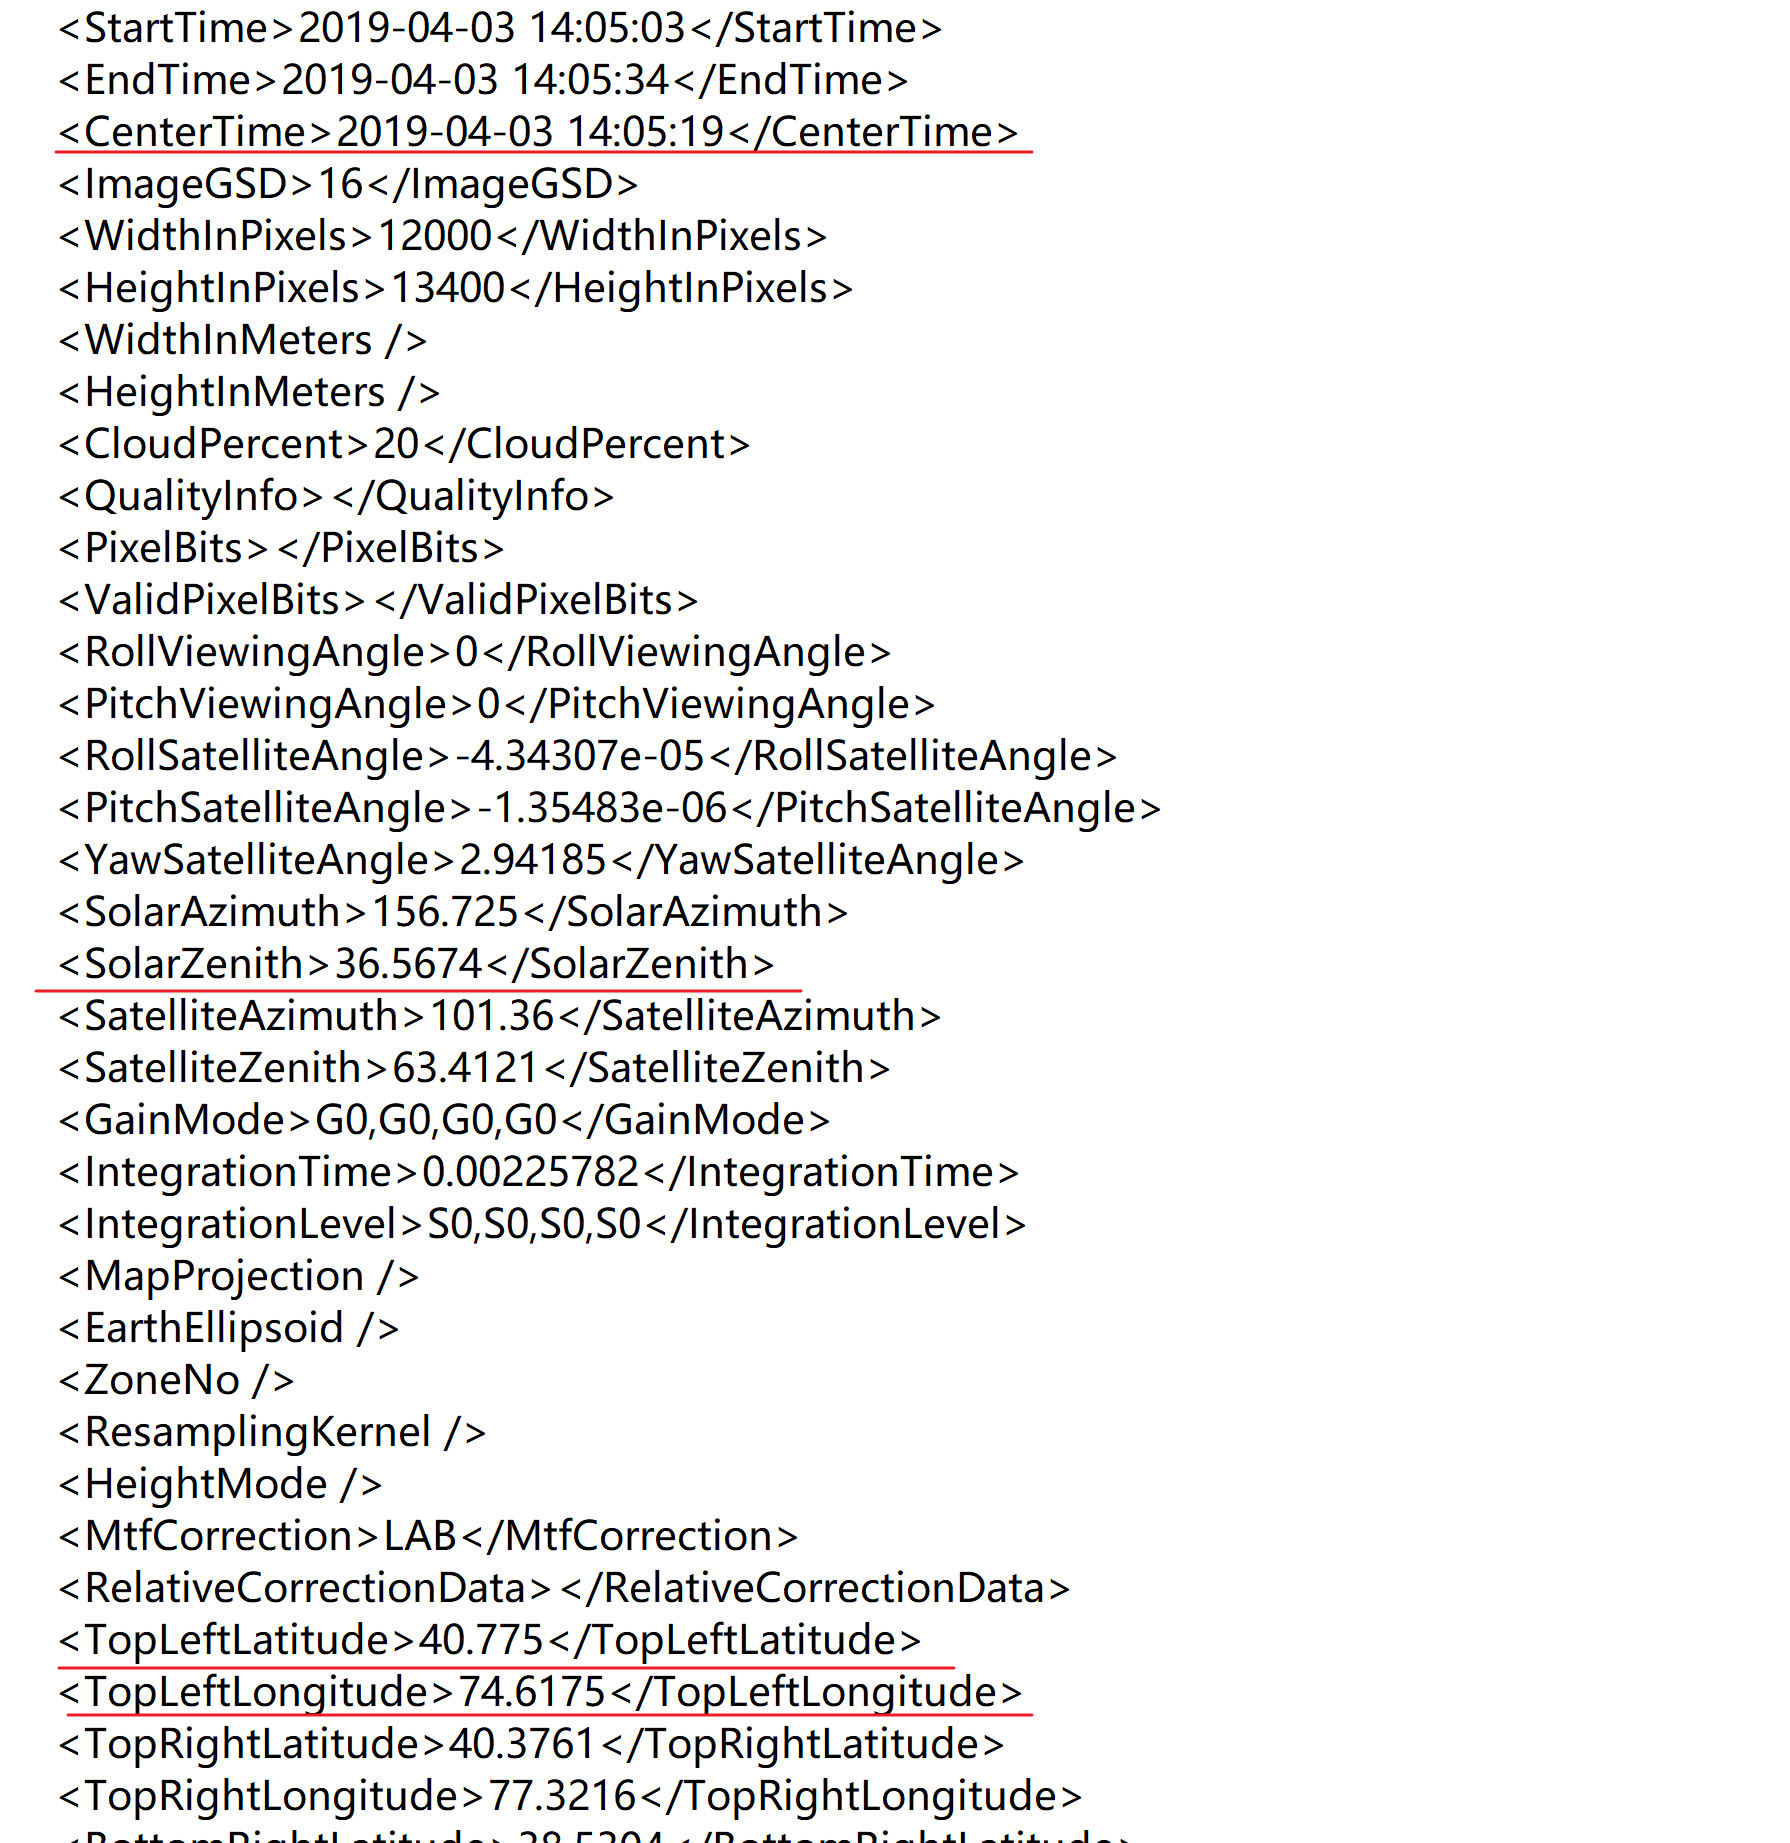 <StartTime>2019-04-03 14:05:03</StartTime>
<EndTime>2019-04-03 14:05:34</EndTime>
<CenterTime>2019-04-03 14:05:19</CenterTime>
<ImageGSD>16</ImageGSD>
<WidthInPixels>12000</WidthInPixels>
<HeightInPixels>13400</HeightInPixels>
<WidthInMeters />
<HeightInMeters />
<CloudPercent>20</CloudPercent>
<QualityInfo></QualityInfo>
<PixelBits></PixelBits>
<ValidPixelBits></ValidPixelBits>
<RollViewingAngle>0</RollViewingAngle>
<PitchViewingAngle>0</PitchViewingAngle>
<RollSatelliteAngle>-4.34307e-05</RollSatelliteAngle>
<PitchSatelliteAngle>-1.35483e-06</PitchSatelliteAngle>
<YawSatelliteAngle>2.94185</YawSatelliteAngle>
<SolarAzimuth>156.725</SolarAzimuth>
<SolarZenith>36.5674</SolarZenith>
<SatelliteAzimuth>101.36</SatelliteAzimuth>
<SatelliteZenith>63.4121</SatelliteZenith>
<GainMode>G0,G0,G0,G0</GainMode>
<IntegrationTime>0.00225782</IntegrationTime>
<IntegrationLevel>S0,S0,S0,S0</IntegrationLevel>
<MapProjection />
<EarthEllipsoid />
<ZoneNo />
<ResamplingKernel />
<HeightMode />
<MtfCorrection>LAB</MtfCorrection>
<RelativeCorrectionData></RelativeCorrectionData>
<TopLeftLatitude>40.775</TopLeftLatitude>
<TopLeftLongitude>74.6175</TopLeftLongitude>
<TopRightLatitude>40.3761</TopRightLatitude>
<TopRightLongitude>77.3216</TopRightLongitude>